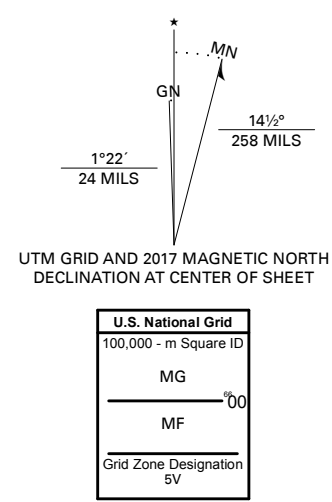 ★
MN
GN
14½°
258 MILS
1°22´
24 MILS
UTM GRID AND 2017 MAGNETIC NORTH
DECLINATION AT CENTER OF SHEET
U.S. National Grid
100,000 - m Square ID
MG
⁶⁶00
MF
Grid Zone Designation
5V